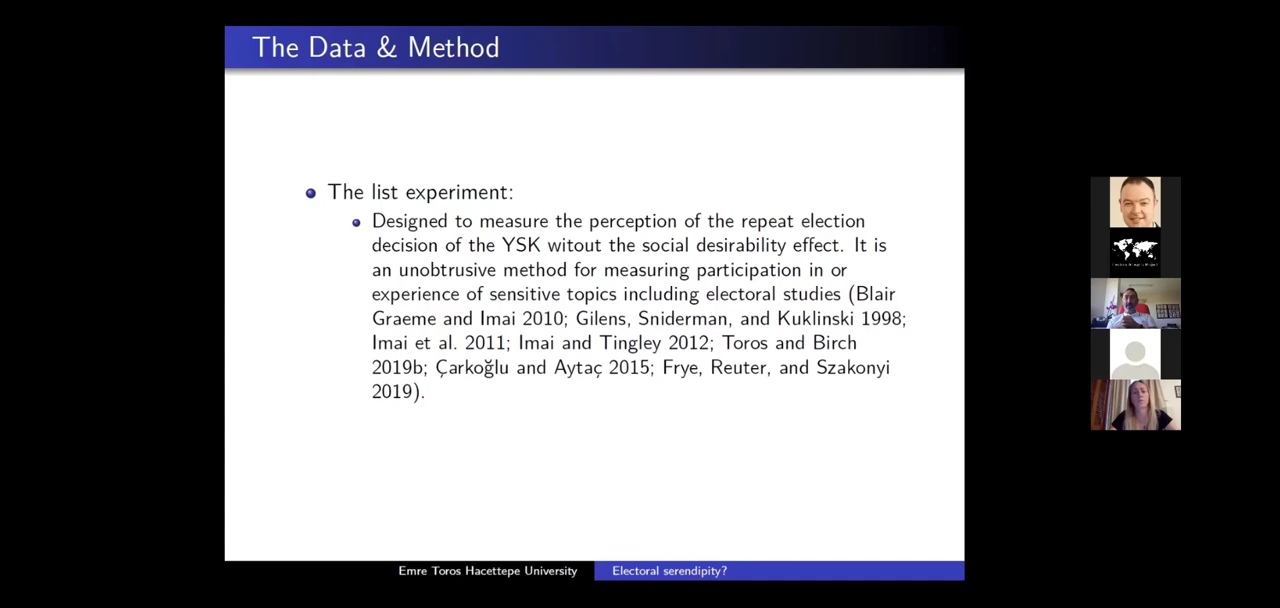 The Data & Method
The list experiment:
Designed to measure the perception of the repeat election
decision of the YSK witout the social desirability effect. It is
an unobtrusive method for measuring participation in or
experience of sensitive topics including electoral studies (Blair
Graeme and Imai 2010; Gilens, Sniderman, and Kuklinski 1998;
Imai et al. 2011; Imai and Tingley 2012; Toros and Birch
2019b; Çarkoğlu and Aytaç 2015; Frye, Reuter, and Szakonyi
2019).
Emre Toros Hacettepe University
Electoral serendipity?